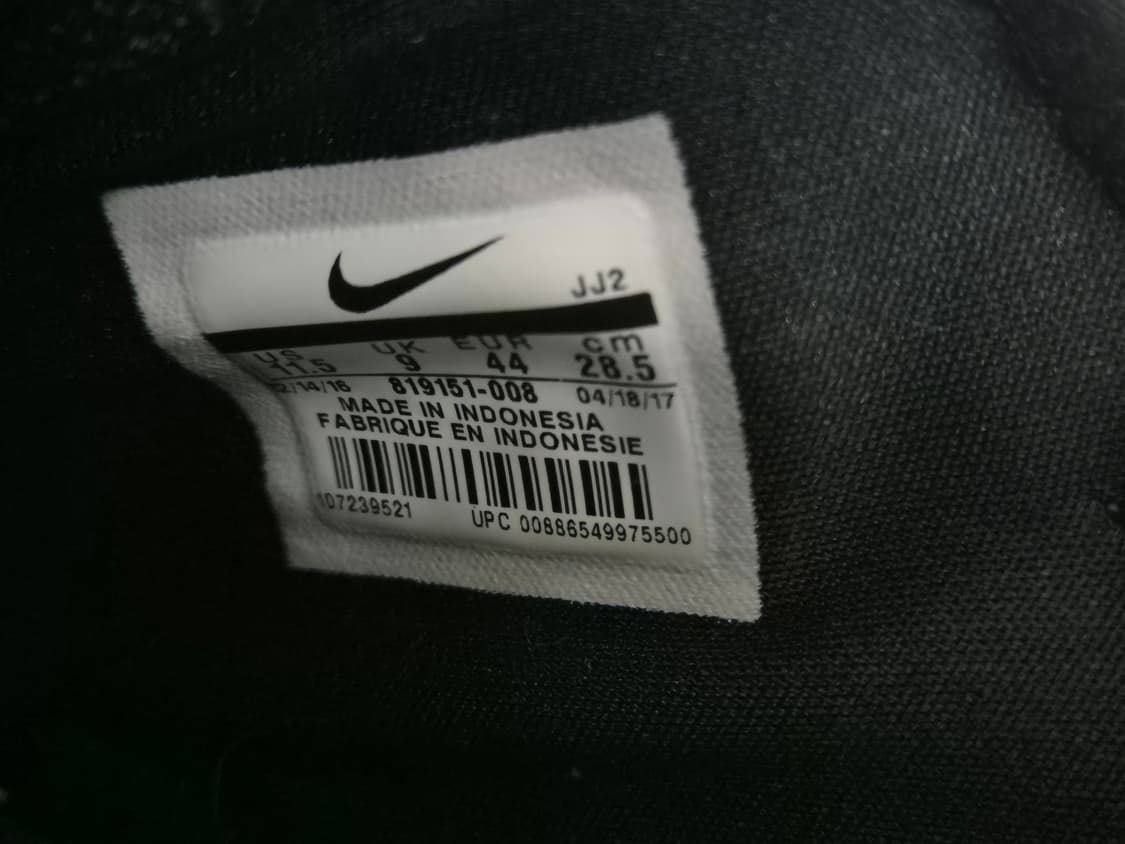 JJ2
US UK EUR cm
11.5 9 44 28.5
2/14/16 819151-008 04/18/17
MADE IN INDONESIA
FABRIQUE EN INDONESIE
107239521 UPC 00886549975500